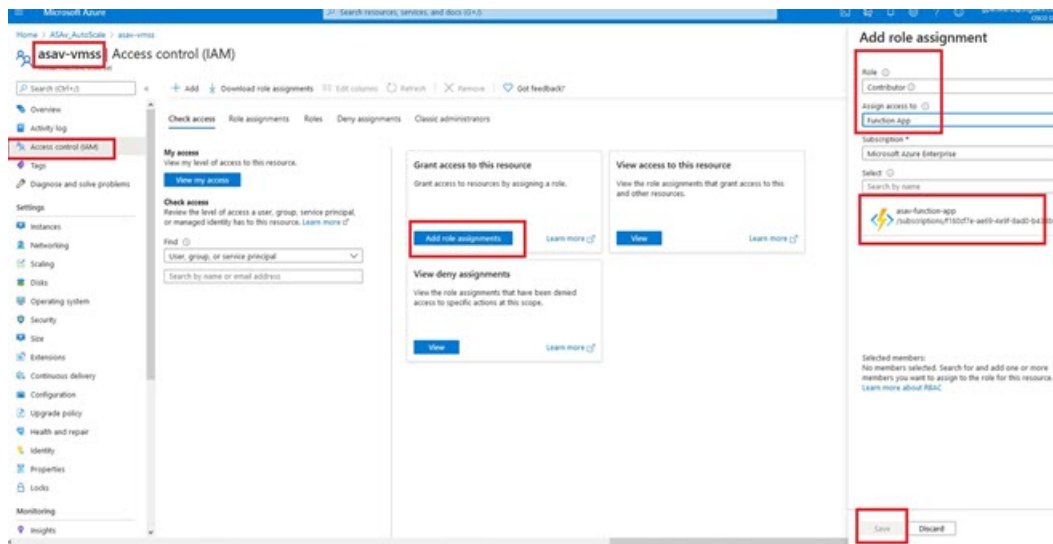 Microsoft Azure
Search resources, services, and docs (G+/)
Home > ASAv_AutoScale > asav-vmss
asav-vmss | Access control (IAM)
Search (Ctrl+/)
Overview
Activity log
Access control (IAM)
Tags
Diagnose and solve problems
Settings
Instances
Networking
Scaling
Disks
Operating system
Security
Size
Extensions
Continuous delivery
Configuration
Upgrade policy
Health and repair
Identity
Properties
Locks
Monitoring
Insights
+ Add
Download role assignments
Edit columns
Refresh
Remove
Got feedback?
Check access
Role assignments
Roles
Deny assignments
Classic administrators
My access
View my level of access to this resource.
View my access
Check access
Review the level of access a user, group, service principal,
or managed identity has to this resource. Learn more
Find
User, group, or service principal
Search by name or email address
Grant access to this resource
Grant access to resources by assigning a role.
Add role assignments
Learn more
View access to this resource
View the role assignments that grant access to this
and other resources.
View
Learn more
View deny assignments
View the role assignments that have been denied
access to specific actions at this scope.
View
Learn more
Add role assignment
Role
Contributor
Assign access to
Function App
Subscription *
Microsoft Azure Enterprise
Select
Search by name
asav-function-app
Selected members:
No members selected. Search for and add one or more
members you want to assign to the role for this resource.
Learn more about RBAC
Save
Discard